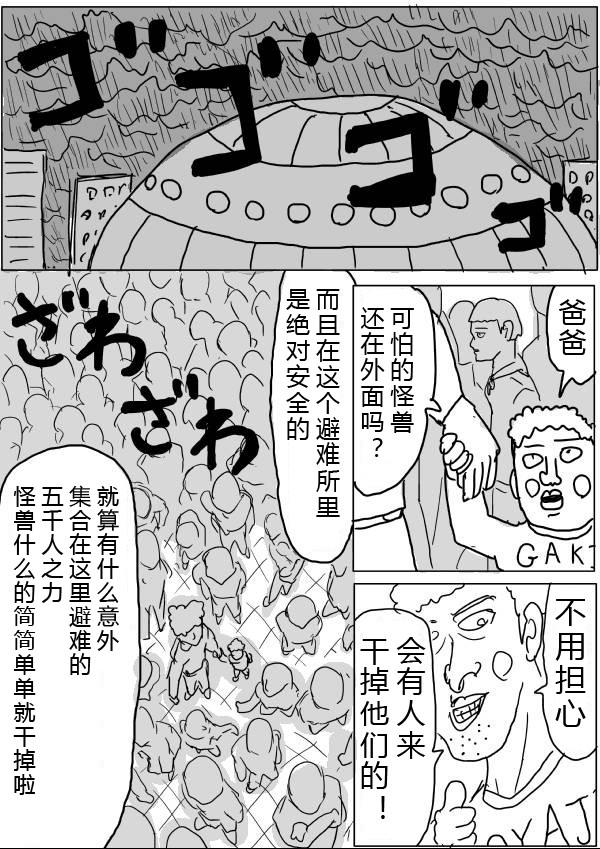 ゴゴゴゴゴ
爸爸
可怕的怪兽
还在外面吗？
GAKI
不用担心
会有人来
干掉他们的！
OYAJ
而且在这个避难所里
是绝对安全的
ざわ
ざわ
就算有什么意外
集合在这里避难的
五千人之力
怪兽什么的简简单单就干掉啦